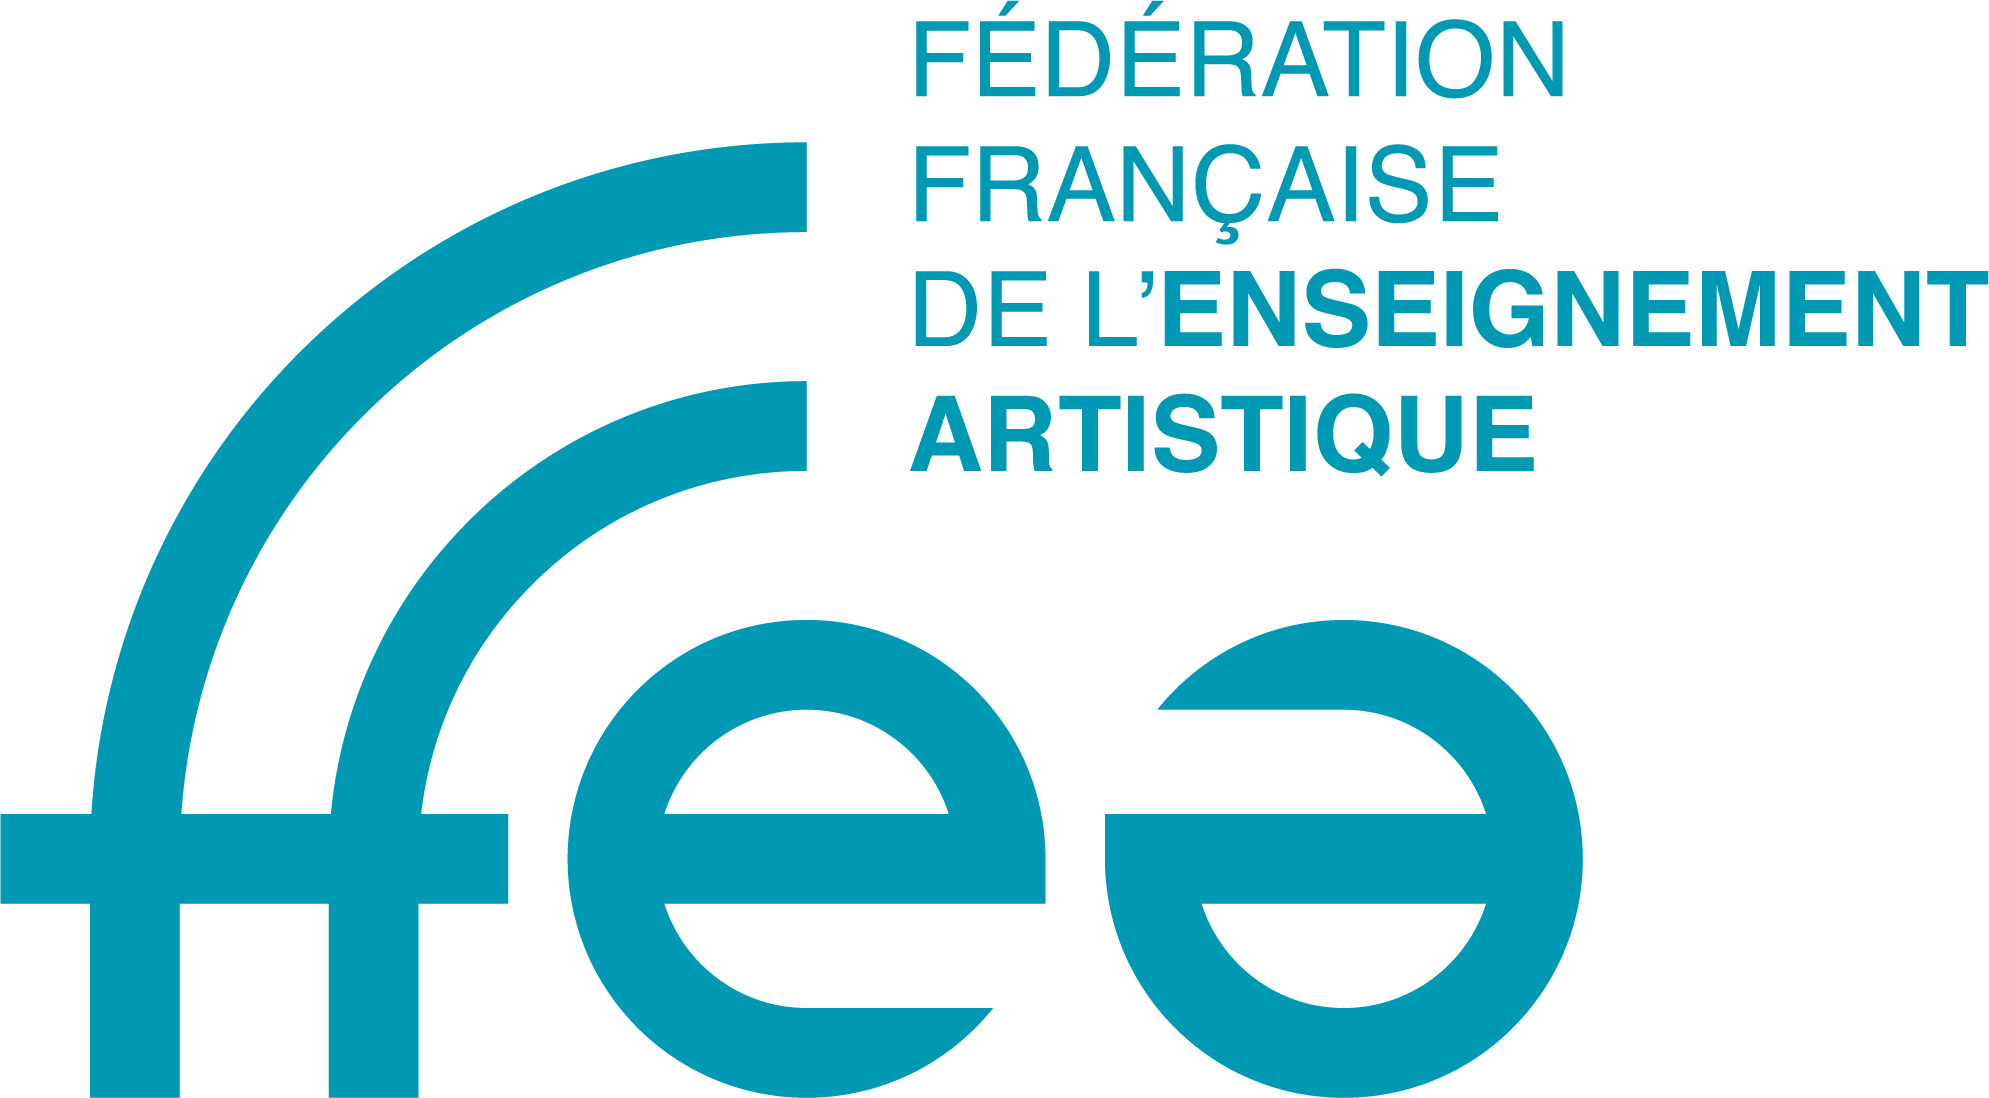 FÉDÉRATION
FRANÇAISE
DE L’ENSEIGNEMENT
ARTISTIQUE
ffea